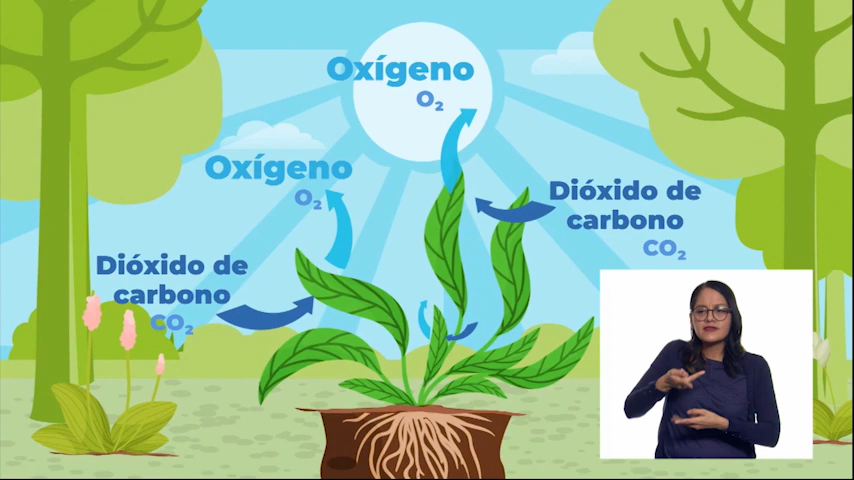 Oxígeno
O₂
Oxígeno
O₂
Dióxido de
carbono
CO₂
Dióxido de
carbono
CO₂